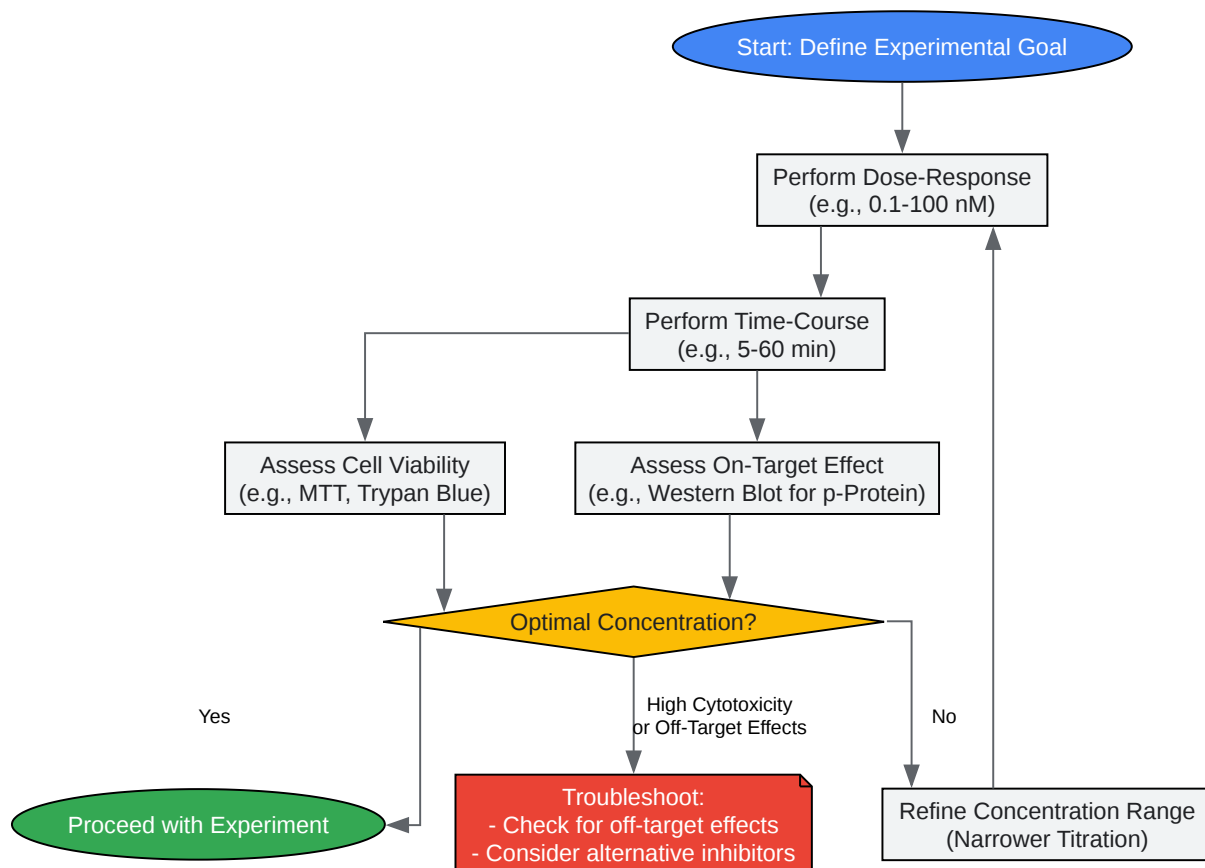 Start: Define Experimental Goal
Perform Dose-Response
(e.g., 0.1-100 nM)
Perform Time-Course
(e.g., 5-60 min)
Assess Cell Viability
(e.g., MTT, Trypan Blue)
Assess On-Target Effect
(e.g., Western Blot for p-Protein)
Optimal Concentration?
Yes
High Cytotoxicity
or Off-Target Effects
No
Proceed with Experiment
Troubleshoot:
- Check for off-target effects
- Consider alternative inhibitors
Refine Concentration Range
(Narrower Titration)